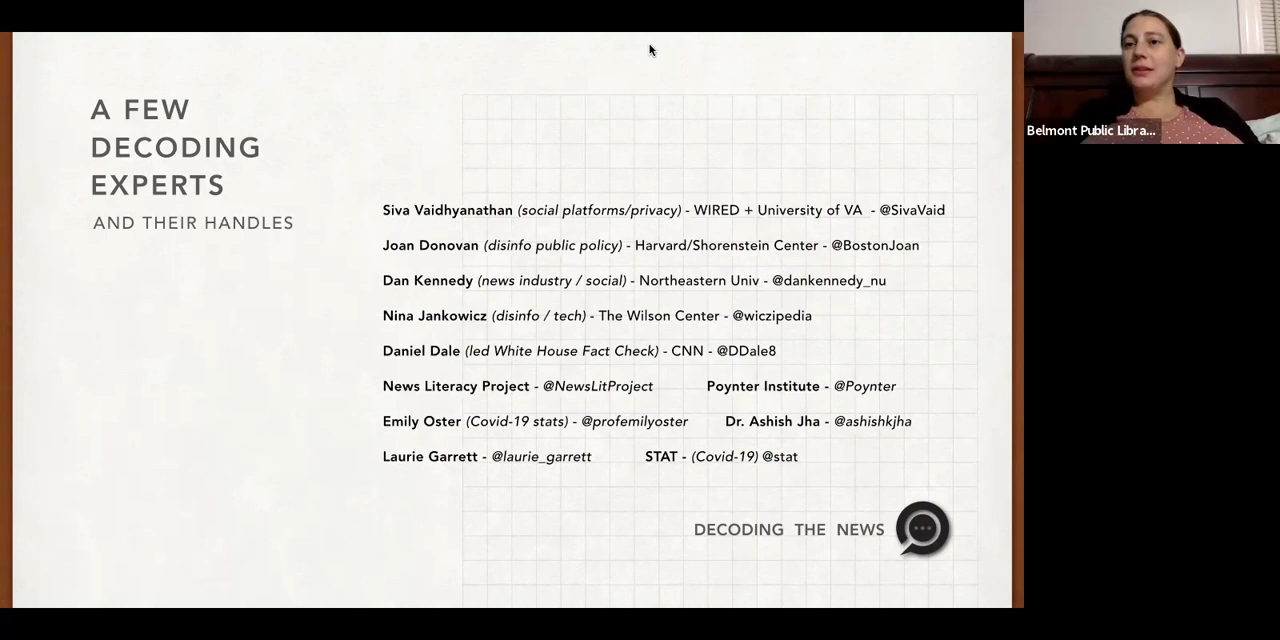 A FEW
DECODING
EXPERTS
AND THEIR HANDLES
Siva Vaidhyanathan (social platforms/privacy) - WIRED + University of VA - @SivaVaid
Joan Donovan (disinfo public policy) - Harvard/Shorenstein Center - @BostonJoan
Dan Kennedy (news industry / social) - Northeastern Univ - @dankennedy_nu
Nina Jankowicz (disinfo / tech) - The Wilson Center - @wiczipedia
Daniel Dale (led White House Fact Check) - CNN - @DDale8
News Literacy Project - @NewsLitProject Poynter Institute - @Poynter
Emily Oster (Covid-19 stats) - @profemilyoster Dr. Ashish Jha - @ashishkjha
Laurie Garrett - @laurie_garrett STAT - (Covid-19) @stat
DECODING THE NEWS
Belmont Public Libra...